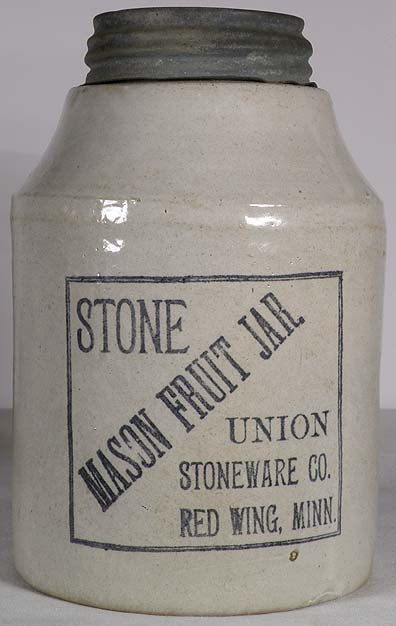 STONE
MASON FRUIT JAR
UNION
STONEWARE CO.
RED WING, MINN.